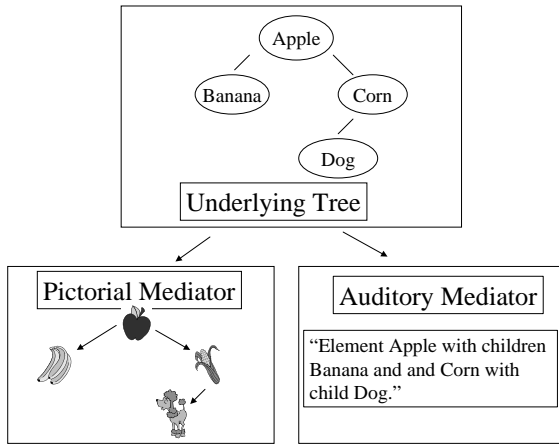 Apple
Banana
Corn
Dog
Underlying Tree
Pictorial Mediator
Auditory Mediator
“Element Apple with children
Banana and and Corn with
child Dog.”